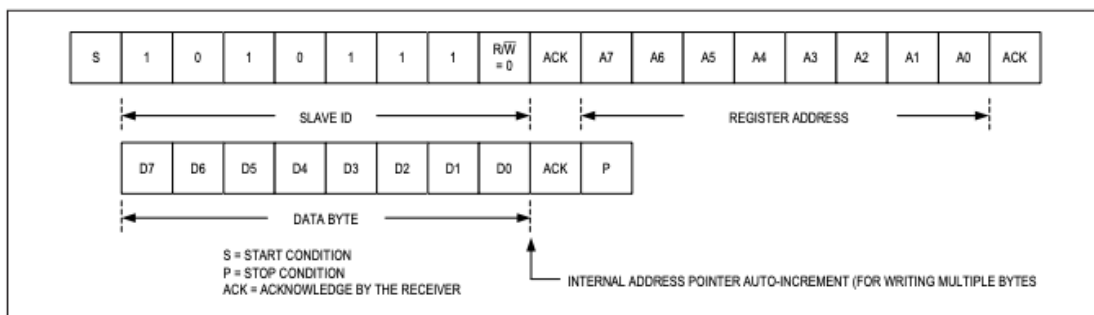 S 1 0 1 0 1 1 1 R/W̅ = 0 ACK A7 A6 A5 A4 A3 A2 A1 A0 ACK
SLAVE ID REGISTER ADDRESS
D7 D6 D5 D4 D3 D2 D1 D0 ACK P
DATA BYTE
S = START CONDITION
P = STOP CONDITION
ACK = ACKNOWLEDGE BY THE RECEIVER
INTERNAL ADDRESS POINTER AUTO-INCREMENT (FOR WRITING MULTIPLE BYTES